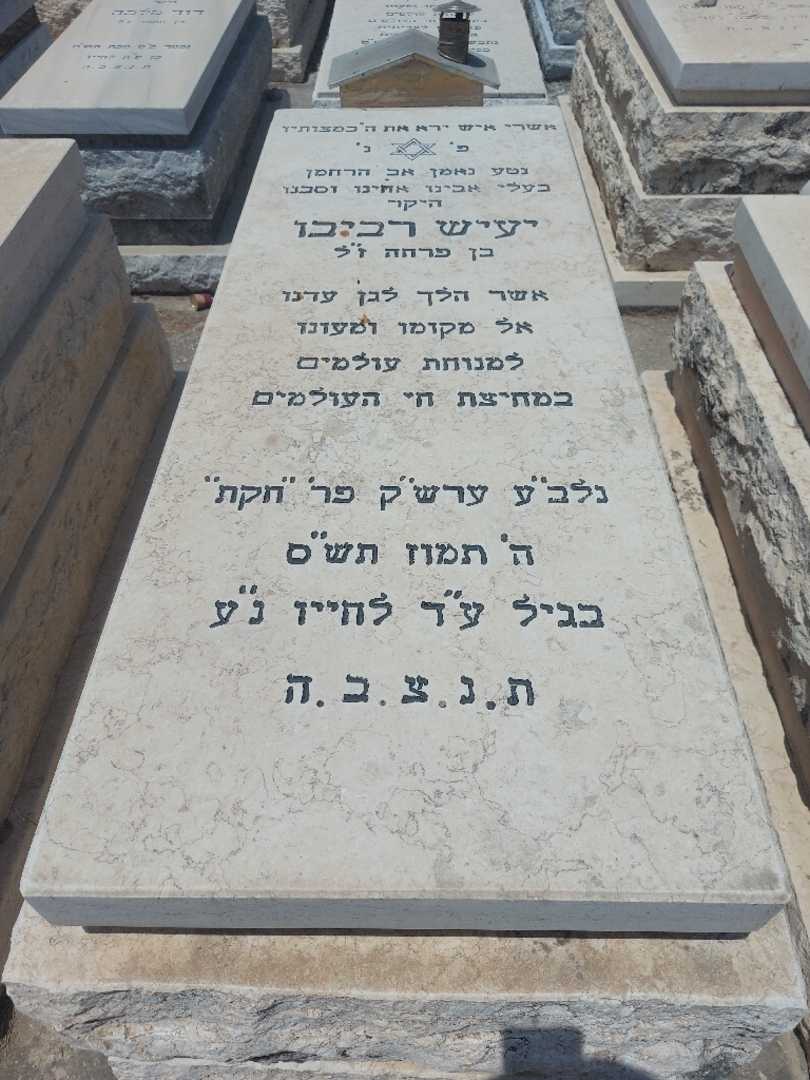 אשרי איש ירא את ה' במצותיו
פ' נ'
נטע נאמן אב הרחמן
בעלי אבינו אחינו וסבנו
היקר
יעיש רביבו
בן פרחה ז"ל
אשר הלך לגן עדנו
אל מקומו ומעונו
למנוחת עולמים
במחיצת חי העולמים
נלב"ע ערש"ק פר' "חקת"
ה' תמוז תש"ס
בגיל ע"ד לחייו נ"ע
ת.נ.צ.ב.ה
דוד מלכה
ת נ צ ב ה